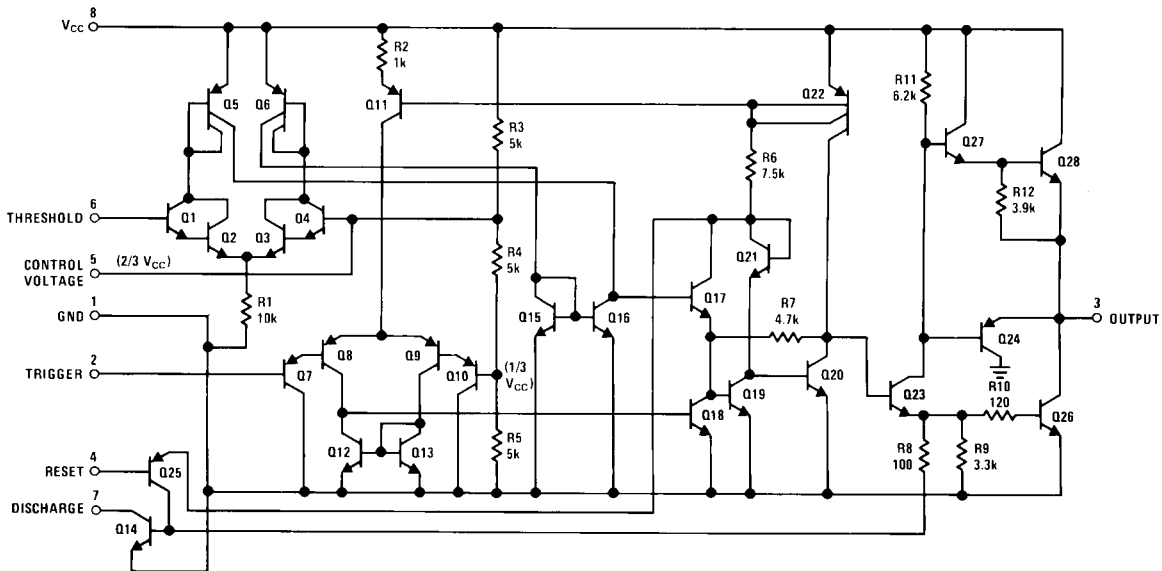 8
VCC
R2
1k
R11
6.2k
Q5
Q6
Q11
Q22
R3
5k
Q27
Q28
R6
7.5k
R12
3.9k
6
THRESHOLD
Q1
Q2
Q3
Q4
5
CONTROL
VOLTAGE
(2/3 VCC)
R4
5k
Q21
Q17
R7
4.7k
1
GND
R1
10k
Q15
Q16
3
OUTPUT
Q24
2
TRIGGER
Q7
Q8
Q9
Q10
(1/3
VCC)
Q18
Q19
Q20
Q23
R10
120
Q26
Q12
Q13
R5
5k
R8
100
R9
3.3k
4
RESET
Q25
7
DISCHARGE
Q14